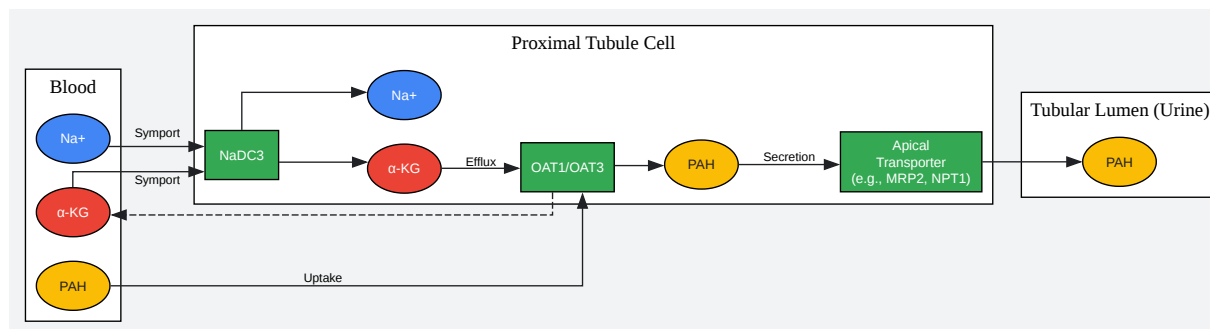 Proximal Tubule Cell
Blood
Na+
Symport
Symport
α-KG
PAH
Uptake
NaDC3
Na+
α-KG
Efflux
OAT1/OAT3
PAH
Secretion
Apical
Transporter
(e.g., MRP2, NPT1)
Tubular Lumen (Urine)
PAH